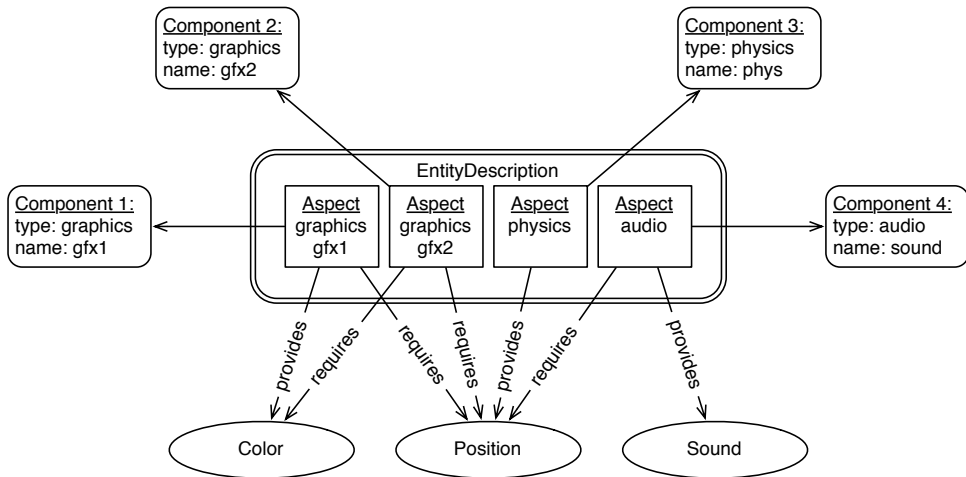 Component 2:
type: graphics
name: gfx2
Component 3:
type: physics
name: phys
EntityDescription
Component 1:
type: graphics
name: gfx1
Aspect
graphics
gfx1
Aspect
graphics
gfx2
Aspect
physics
Aspect
audio
Component 4:
type: audio
name: sound
provides
requires
requires
requires
provides
requires
provides
Color
Position
Sound